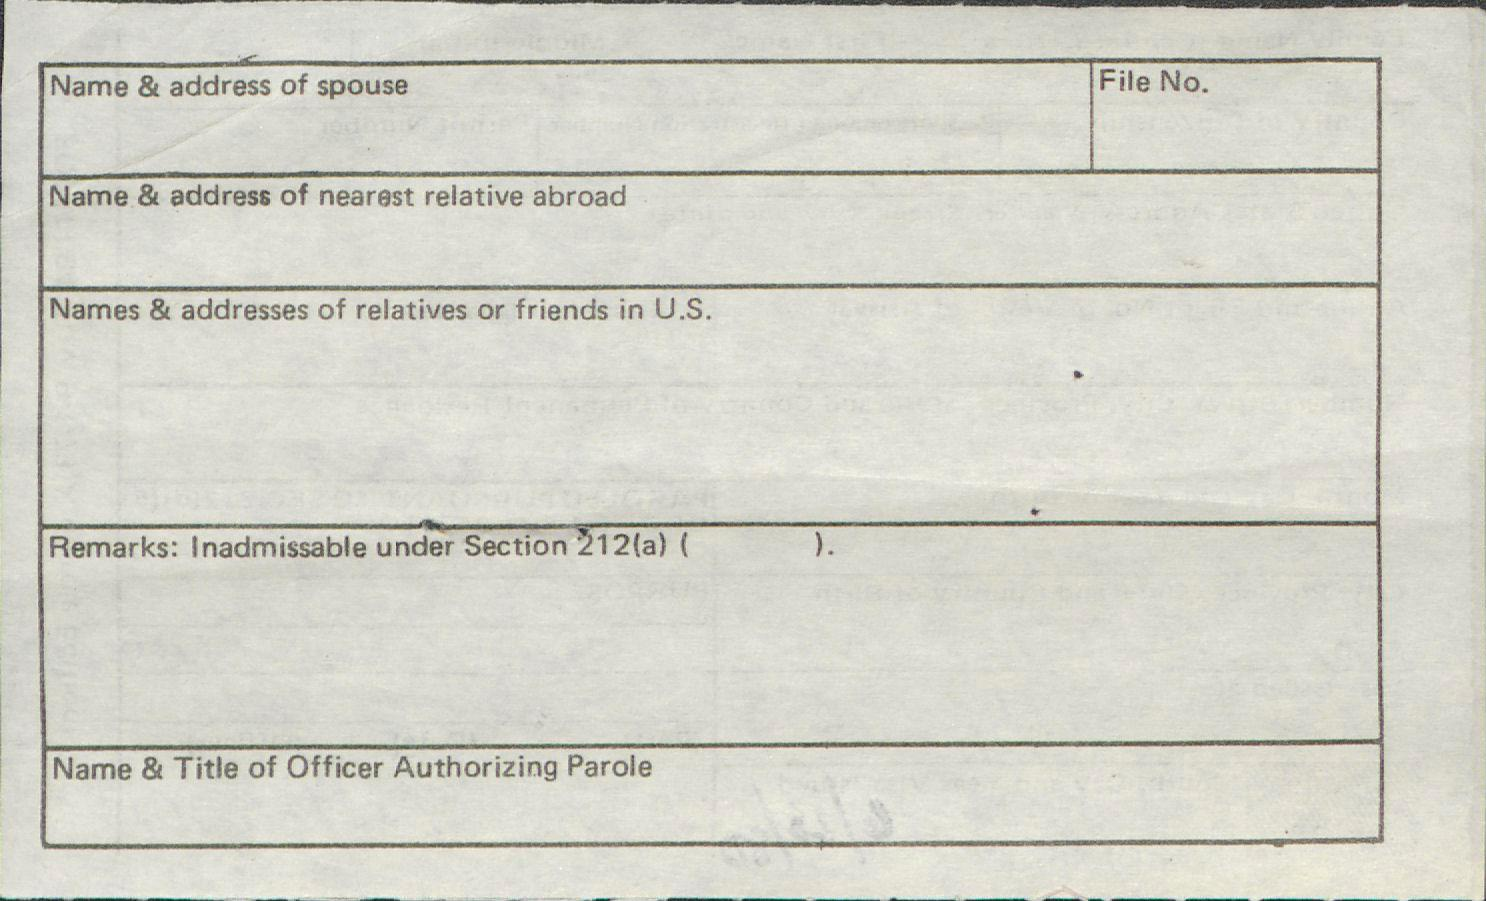 Name & address of spouse
File No.
Name & address of nearest relative abroad
Names & addresses of relatives or friends in U.S.
Remarks: Inadmissable under Section 212(a) ( ).
Name & Title of Officer Authorizing Parole